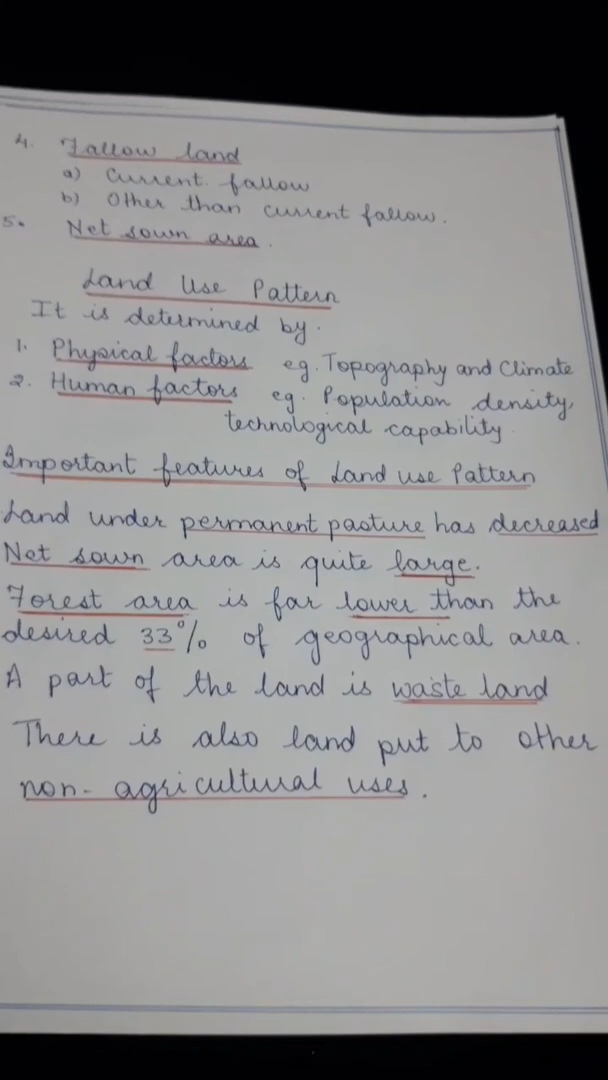 4. Fallow land
a) Current fallow
b) Other than current fallow.
5. Net sown area.
Land Use Pattern
It is determined by.
1. Physical factors eg. Topography and Climate
2. Human factors eg. Population density,
technological capability
Important features of Land use Pattern
Land under permanent pasture has decreased
Net sown area is quite large.
Forest area is far lower than the
desired 33% of geographical area.
A part of the land is waste land
There is also land put to other
non-agricultural uses.